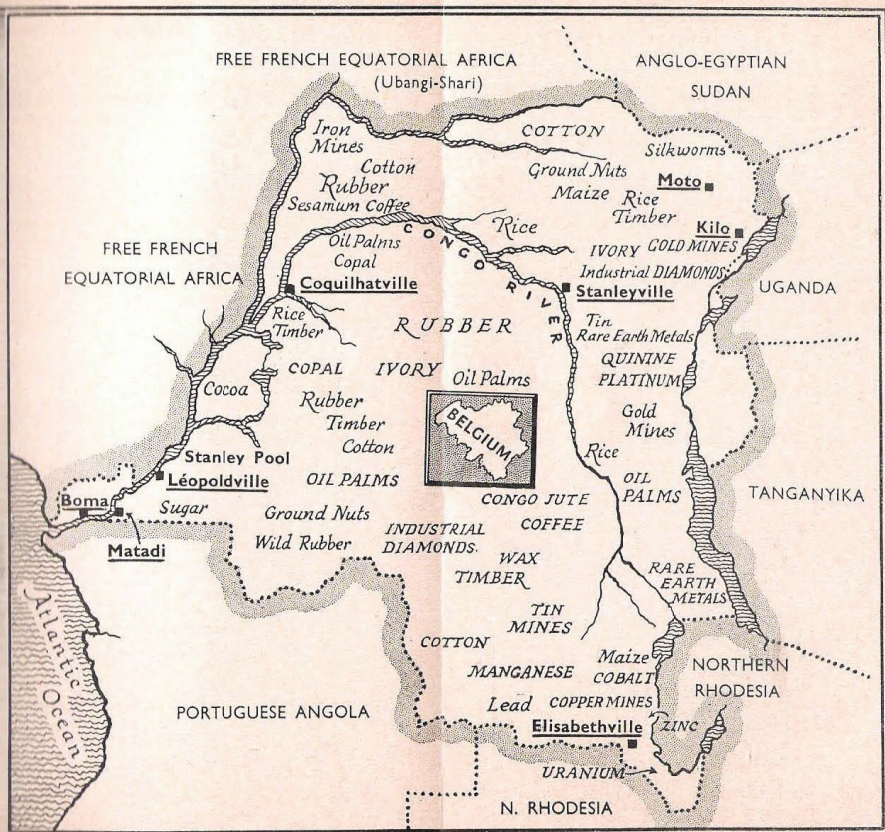 FREE FRENCH EQUATORIAL AFRICA
(Ubangi-Shari)
ANGLO-EGYPTIAN
SUDAN
Iron
Mines
COTTON
Silkworms
Cotton
Rubber
Sesamum Coffee
Ground Nuts
Maize
Moto
Rice
Timber
Kilo
FREE FRENCH
EQUATORIAL AFRICA
Oil Palms
Copal
CONGO RIVER
Rice
IVORY
GOLD MINES
Industrial DIAMONDS
UGANDA
Coquilhatville
Stanleyville
Rice
Timber
RUBBER
Tin
Rare Earth Metals
COPAL
IVORY
Oil Palms
QUININE
PLATINUM
Cocoa
Rubber
Timber
Cotton
BELGIUM
Gold
Mines
Rice
Stanley Pool
Léopoldville
OIL PALMS
OIL
PALMS
TANGANYIKA
Boma
Sugar
Matadi
Ground Nuts
Wild Rubber
INDUSTRIAL
DIAMONDS.
CONGO JUTE
COFFEE
WAX
TIMBER
RARE
EARTH
METALS
TIN
MINES
Atlantic
Ocean
COTTON
MANGANESE
Maize
COBALT
NORTHERN
RHODESIA
PORTUGUESE ANGOLA
Lead
COPPER MINES
Elisabethville
ZINC
URANIUM
N. RHODESIA